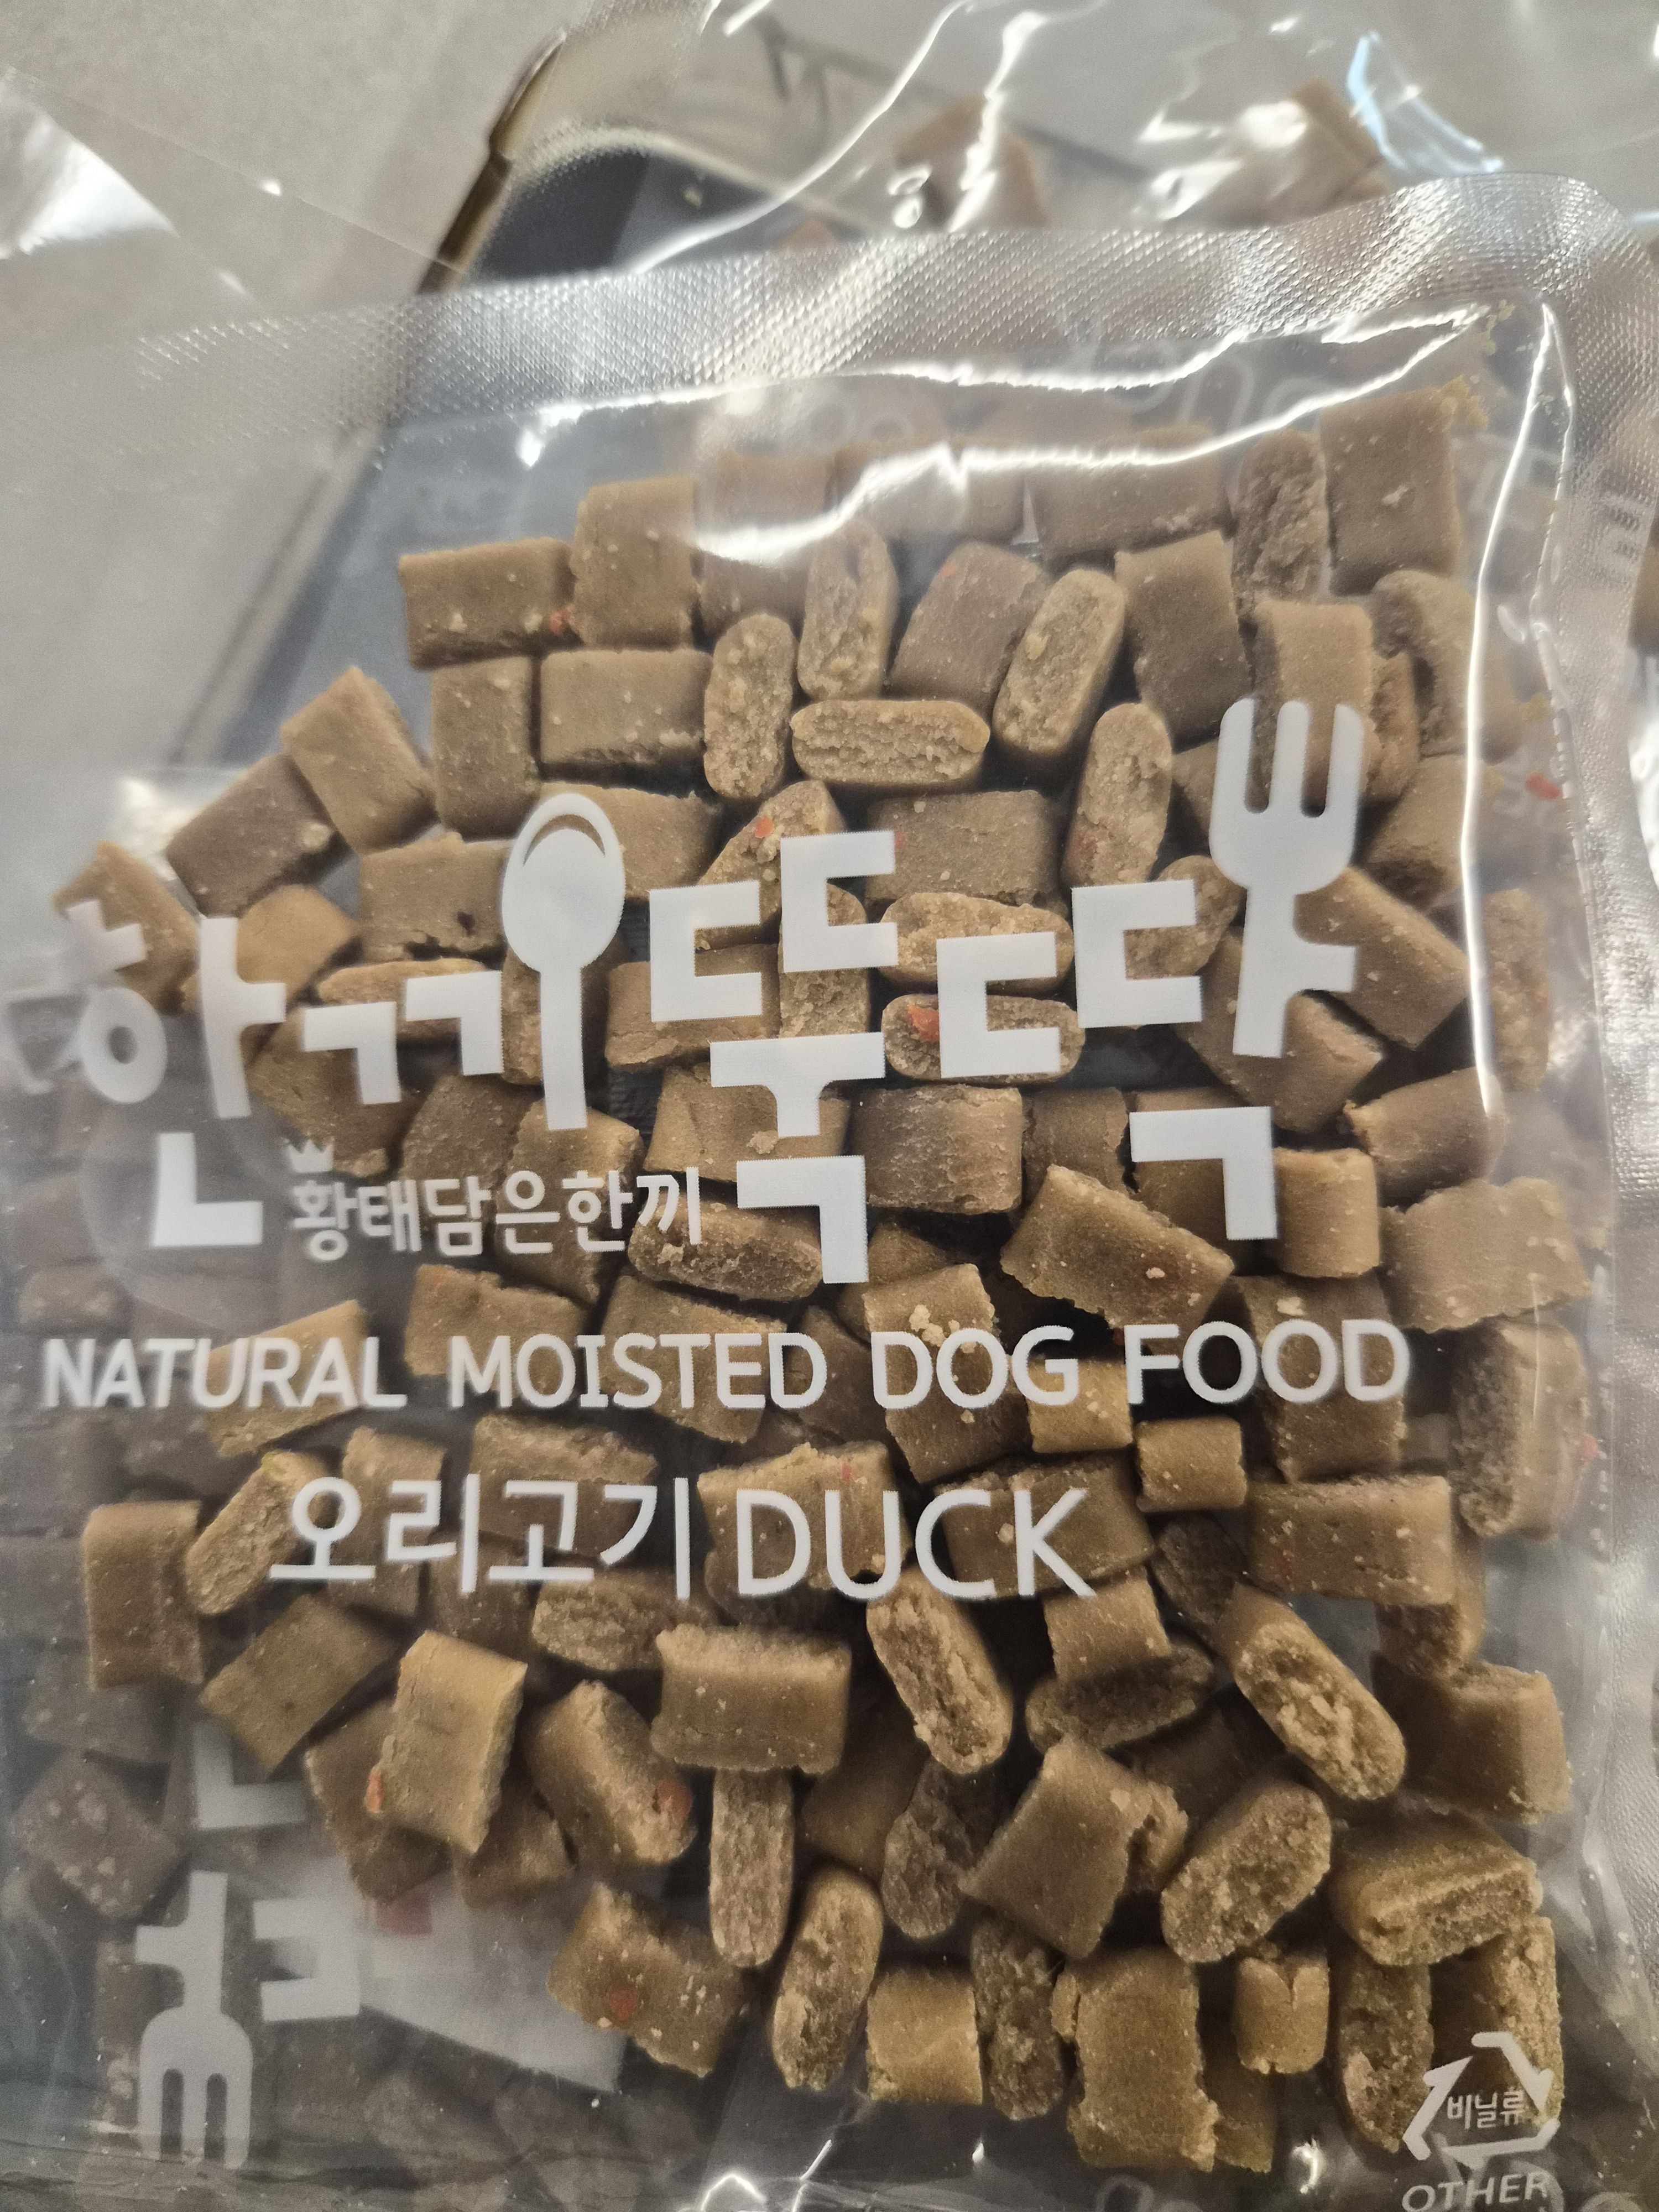 한끼뚝딱
황태담은한끼
NATURAL MOISTED DOG FOOD
오리고기 DUCK
비닐류
OTHER